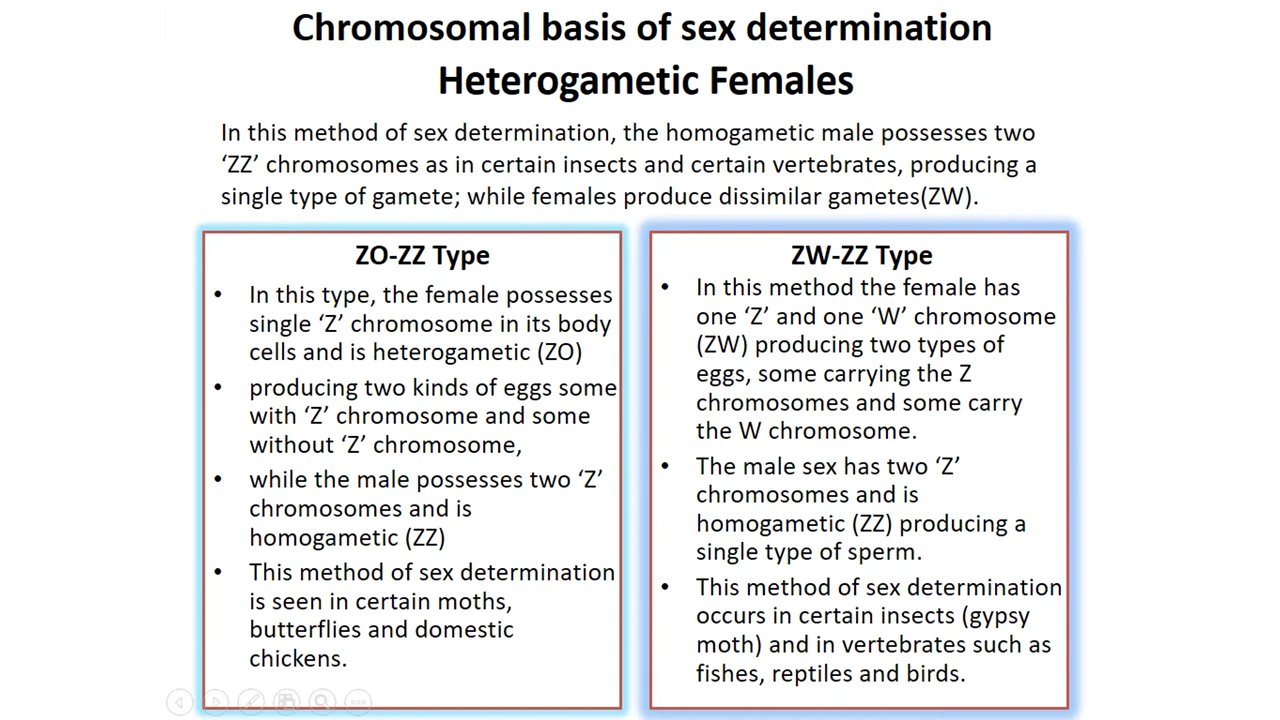 Chromosomal basis of sex determination
Heterogametic Females
In this method of sex determination, the homogametic male possesses two
‘ZZ’ chromosomes as in certain insects and certain vertebrates, producing a
single type of gamete; while females produce dissimilar gametes(ZW).
ZO-ZZ Type
• In this type, the female possesses
single ‘Z’ chromosome in its body
cells and is heterogametic (ZO)
• producing two kinds of eggs some
with ‘Z’ chromosome and some
without ‘Z’ chromosome,
• while the male possesses two ‘Z’
chromosomes and is
homogametic (ZZ)
• This method of sex determination
is seen in certain moths,
butterflies and domestic
chickens.
ZW-ZZ Type
• In this method the female has
one ‘Z’ and one ‘W’ chromosome
(ZW) producing two types of
eggs, some carrying the Z
chromosomes and some carry
the W chromosome.
• The male sex has two ‘Z’
chromosomes and is
homogametic (ZZ) producing a
single type of sperm.
• This method of sex determination
occurs in certain insects (gypsy
moth) and in vertebrates such as
fishes, reptiles and birds.